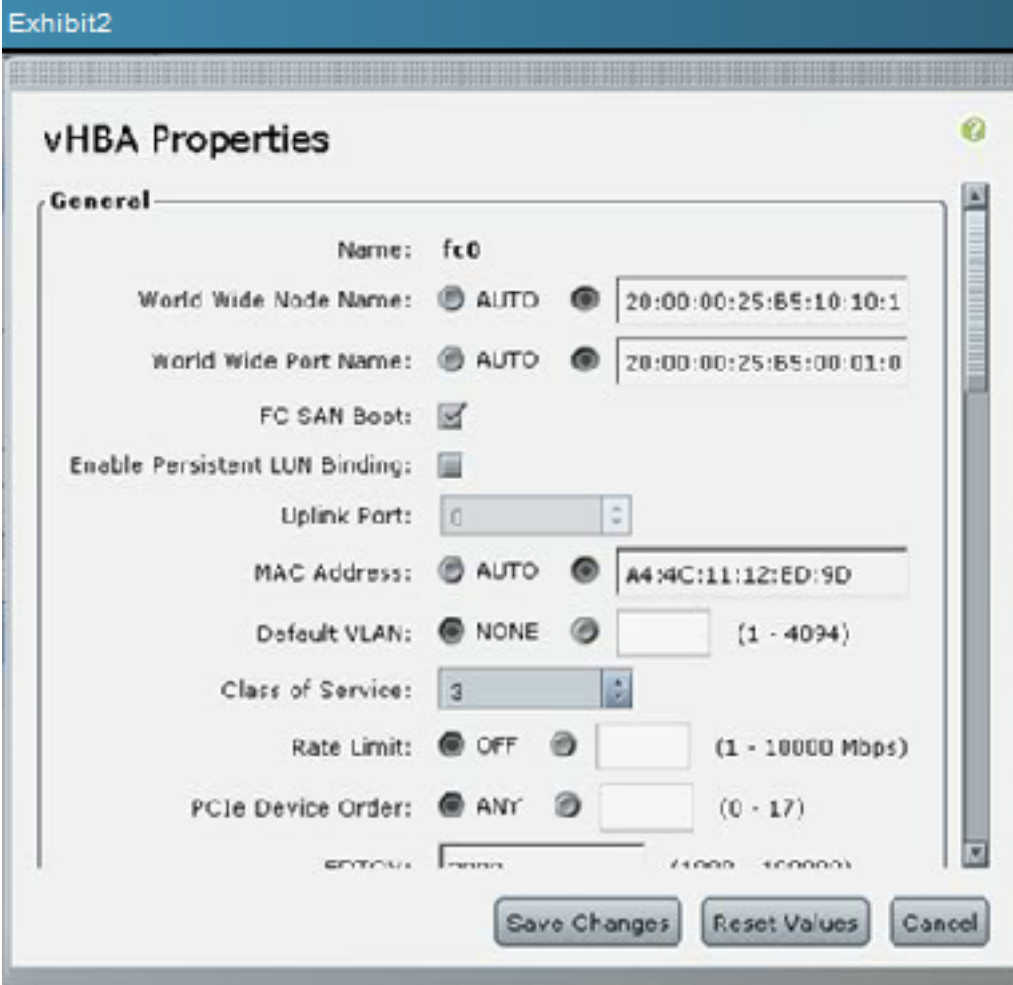 Exhibit2
vHBA Properties
General
Name: fc0
World Wide Node Name: AUTO 20:00:00:25:B5:10:10:1
World Wide Port Name: AUTO 20:00:00:25:B5:00:01:0
FC SAN Boot:
Enable Persistent LUN Binding:
Uplink Port: 0
MAC Address: AUTO A4:4C:11:12:ED:9D
Default VLAN: NONE (1 - 4094)
Class of Service: 3
Rate Limit: OFF (1 - 10000 Mbps)
PCIe Device Order: ANY (0 - 17)
Save Changes Reset Values Cancel